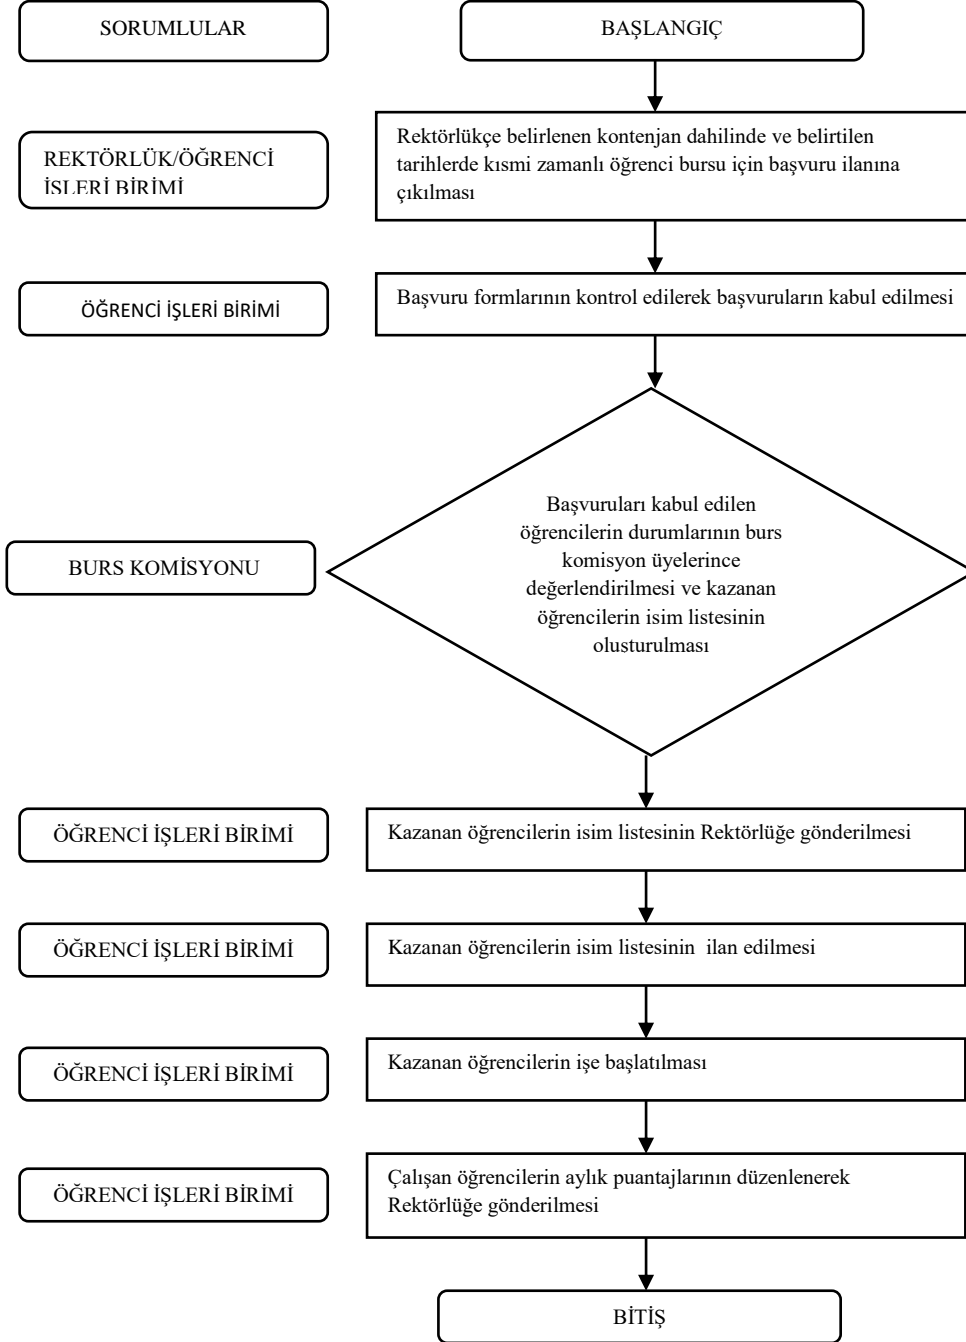 SORUMLULAR
BAŞLANGIÇ
REKTÖRLÜK/ÖĞRENCİ
İŞLERİ BİRİMİ
Rektörlükçe belirlenen kontenjan dahilinde ve belirtilen
tarihlerde kısmi zamanlı öğrenci bursu için başvuru ilanına
çıkılması
ÖĞRENCİ İŞLERİ BİRİMİ
Başvuru formlarının kontrol edilerek başvuruların kabul edilmesi
BURS KOMİSYONU
Başvuruları kabul edilen
öğrencilerin durumlarının burs
komisyon üyelerince
değerlendirilmesi ve kazanan
öğrencilerin isim listesinin
olusturulması
ÖĞRENCİ İŞLERİ BİRİMİ
Kazanan öğrencilerin isim listesinin Rektörlüğe gönderilmesi
ÖĞRENCİ İŞLERİ BİRİMİ
Kazanan öğrencilerin isim listesinin  ilan edilmesi
ÖĞRENCİ İŞLERİ BİRİMİ
Kazanan öğrencilerin işe başlatılması
ÖĞRENCİ İŞLERİ BİRİMİ
Çalışan öğrencilerin aylık puantajlarının düzenlenerek
Rektörlüğe gönderilmesi
BİTİŞ